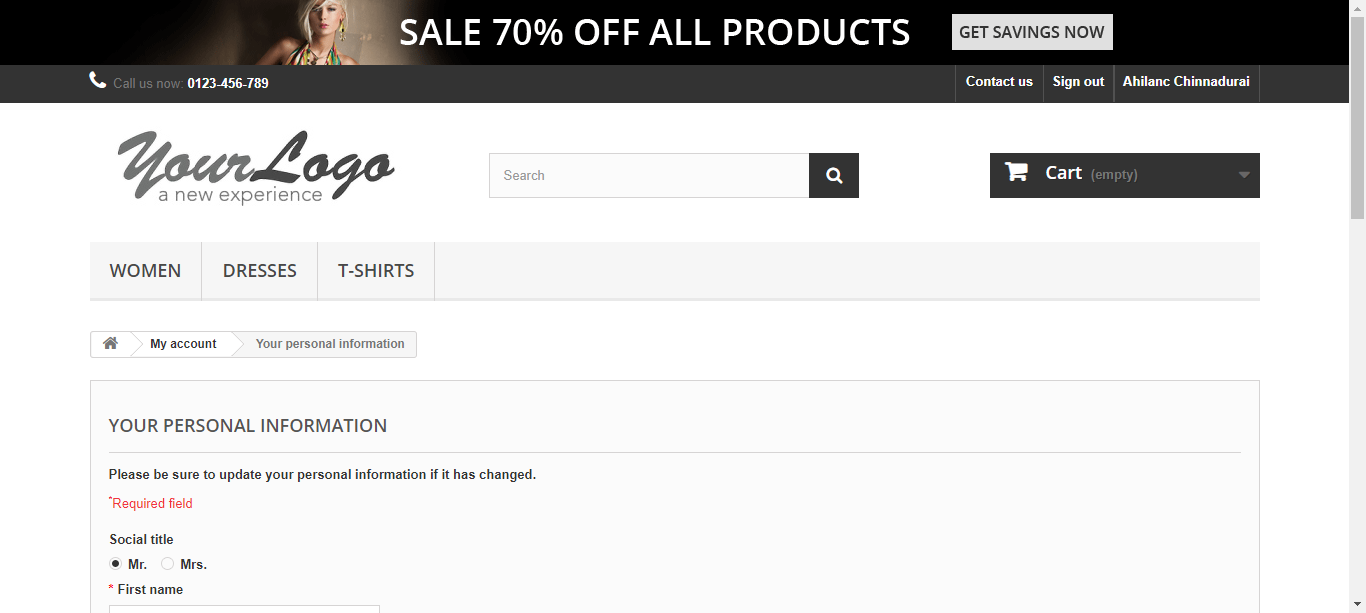 SALE 70% OFF ALL PRODUCTS GET SAVINGS NOW
Call us now: 0123-456-789 Contact us Sign out Ahilanc Chinnadurai
YourLogo
a new experience
Search Cart (empty)
WOMEN DRESSES T-SHIRTS
My account Your personal information
YOUR PERSONAL INFORMATION
Please be sure to update your personal information if it has changed.
*Required field
Social title
Mr. Mrs.
* First name